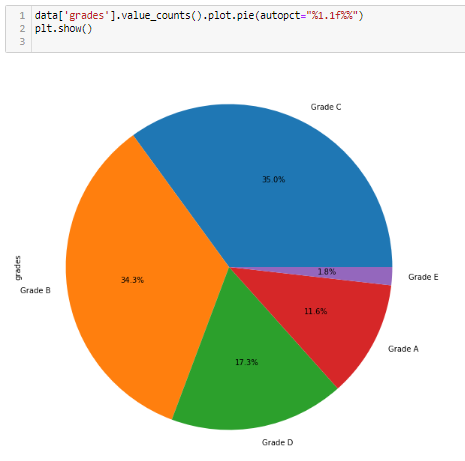 1 data['grades'].value_counts().plot.pie(autopct="%1.1f%%")
2 plt.show()
3
Grade C
35.0%
grades
Grade B
34.3%
1.8%
Grade E
11.6%
Grade A
17.3%
Grade D